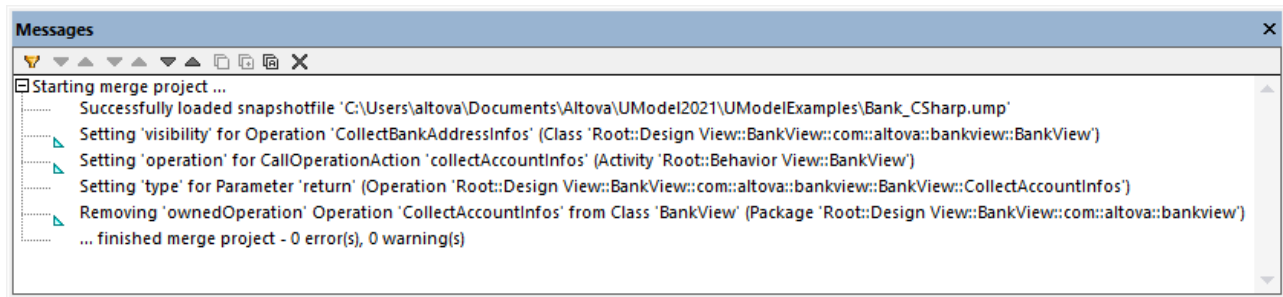 Messages
Starting merge project ...
Successfully loaded snapshotfile 'C:\Users\altova\Documents\Altova\UModel2021\UModelExamples\Bank_CSharp.ump'
Setting 'visibility' for Operation 'CollectBankAddressInfos' (Class 'Root::Design View::BankView::com::altova::bankview::BankView')
Setting 'operation' for CallOperationAction 'collectAccountInfos' (Activity 'Root::Behavior View::BankView')
Setting 'type' for Parameter 'return' (Operation 'Root::Design View::BankView::com::altova::bankview::BankView::CollectAccountInfos')
Removing 'ownedOperation' Operation 'CollectAccountInfos' from Class 'BankView' (Package 'Root::Design View::BankView::com::altova::bankview')
... finished merge project - 0 error(s), 0 warning(s)